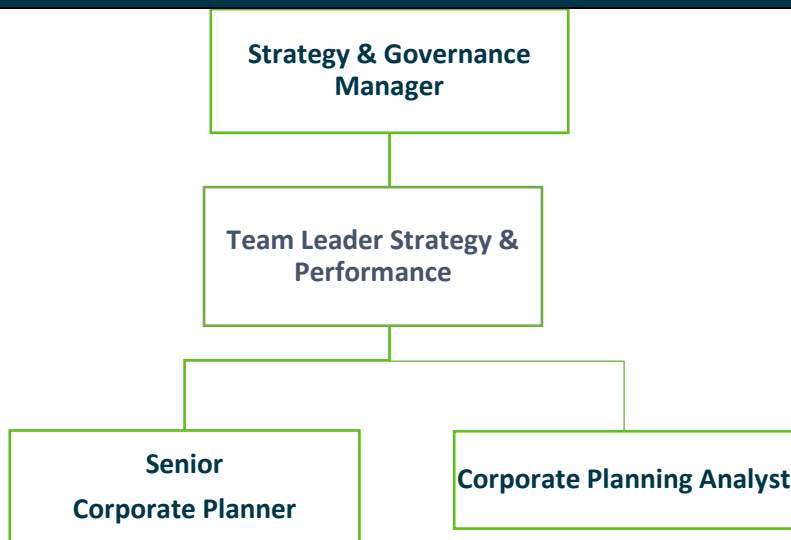 Strategy & Governance
Manager
Team Leader Strategy &
Performance
Senior
Corporate Planner
Corporate Planning Analyst